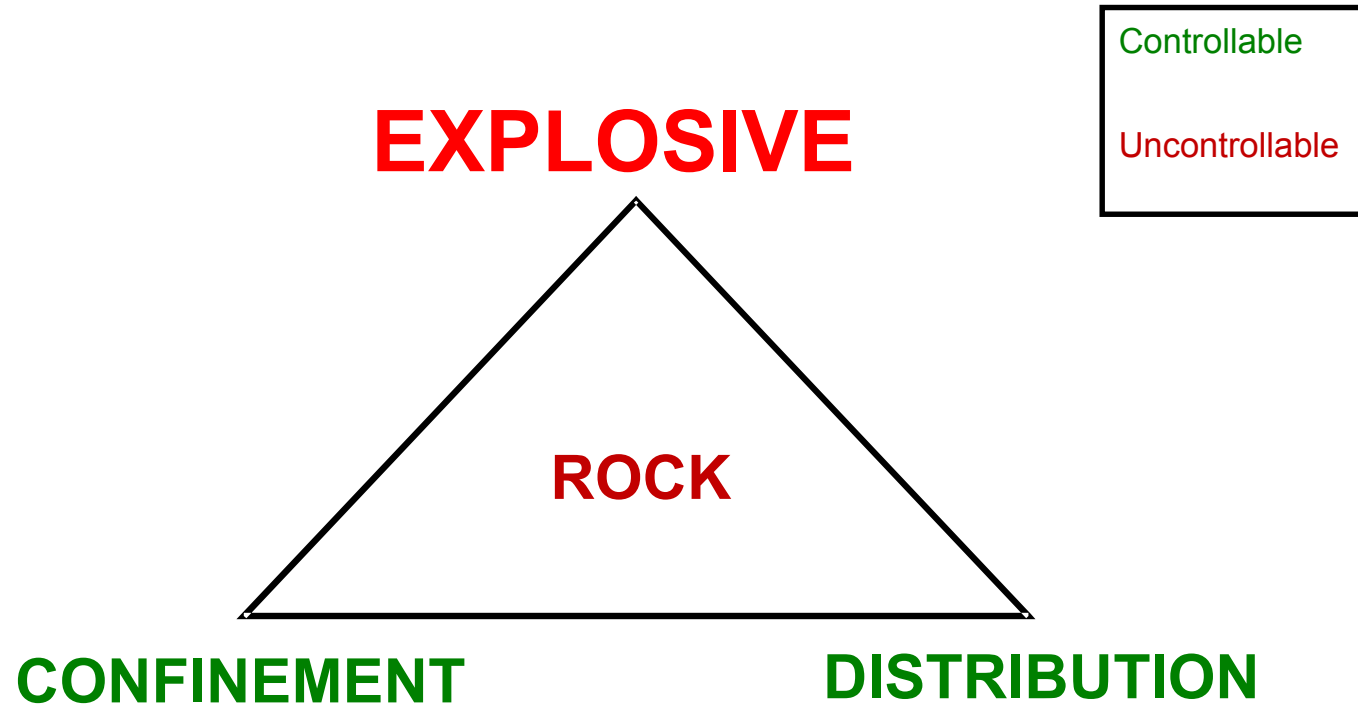 Controllable
Uncontrollable
EXPLOSIVE
ROCK
CONFINEMENT
DISTRIBUTION